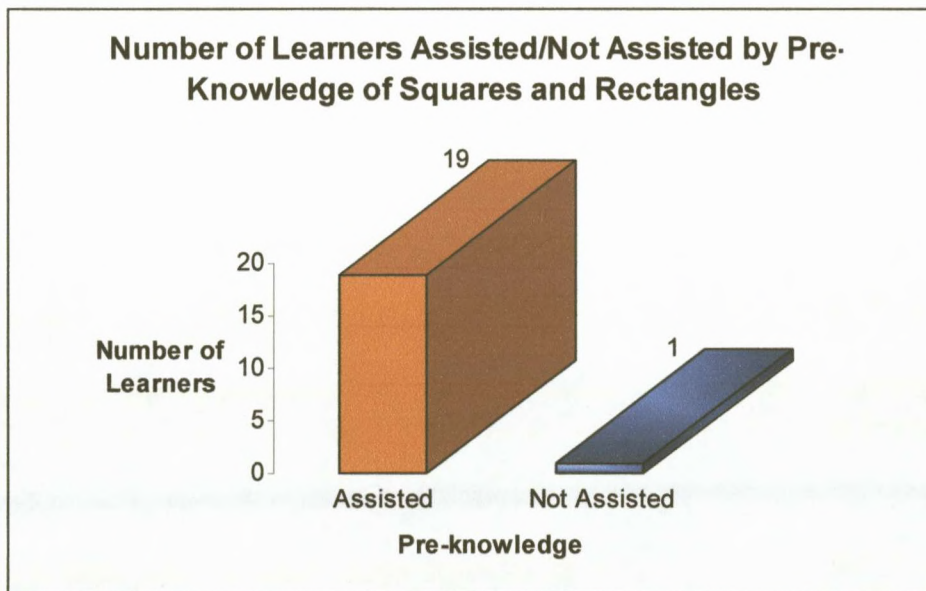 Number of Learners Assisted/Not Assisted by Pre-
Knowledge of Squares and Rectangles
19
20
15
Number of
Learners
10
5
0
1
Assisted
Not Assisted
Pre-knowledge